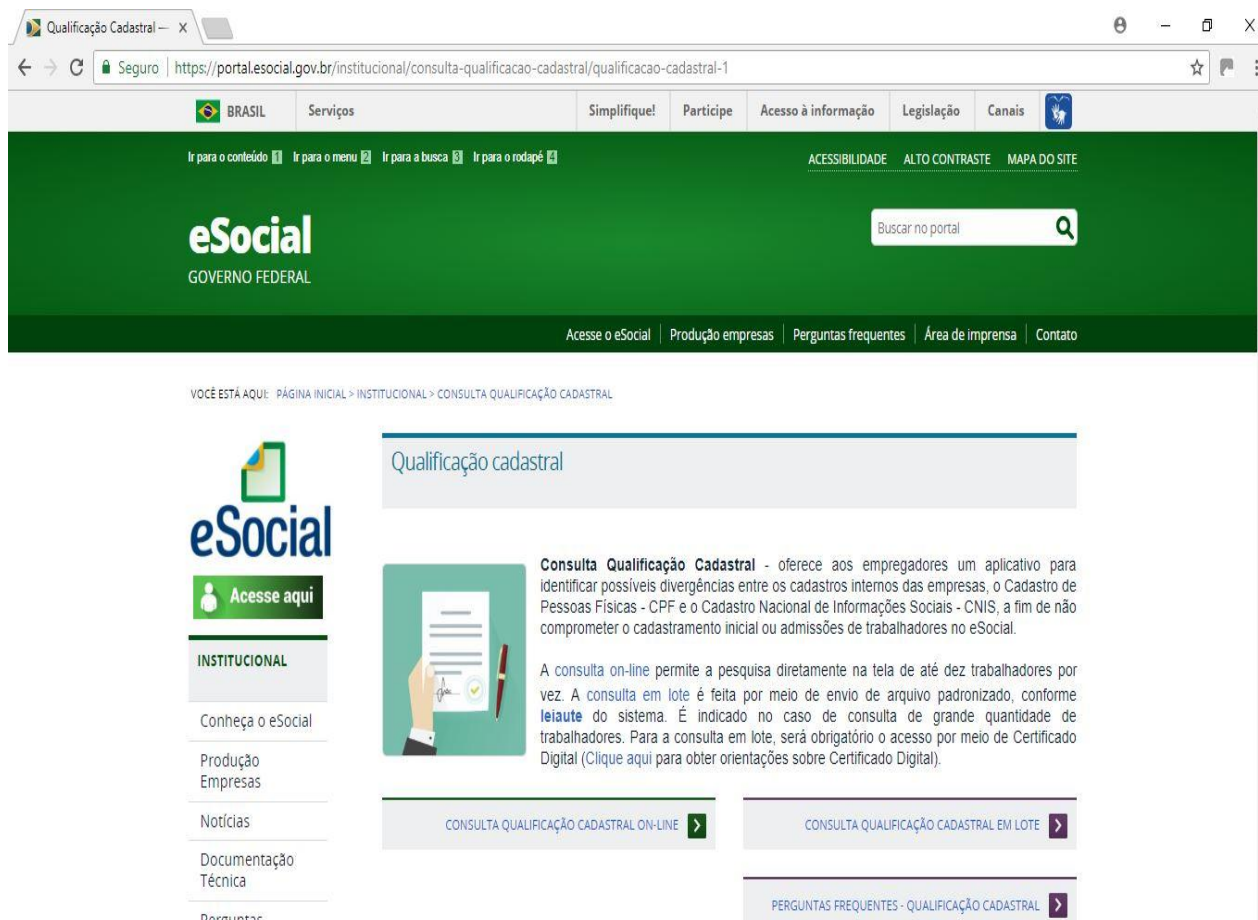 Qualificação Cadastral —
Seguro | https://portal.esocial.gov.br/institucional/consulta-qualificacao-cadastral/qualificacao-cadastral-1
BRASIL Serviços Simplifique! Participe Acesso à informação Legislação Canais
Ir para o conteúdo 1 Ir para o menu 2 Ir para a busca 3 Ir para o rodapé 4 ACESSIBILIDADE ALTO CONTRASTE MAPA DO SITE
eSocial
Buscar no portal
GOVERNO FEDERAL
Acesse o eSocial Produção empresas Perguntas frequentes Área de imprensa Contato
VOCÊ ESTÁ AQUI: PÁGINA INICIAL > INSTITUCIONAL > CONSULTA QUALIFICAÇÃO CADASTRAL
eSocial
Acesse aqui
INSTITUCIONAL
Conheça o eSocial
Produção
Empresas
Notícias
Documentação
Técnica
Perguntas
Qualificação cadastral
Consulta Qualificação Cadastral - oferece aos empregadores um aplicativo para
identificar possíveis divergências entre os cadastros internos das empresas, o Cadastro de
Pessoas Físicas - CPF e o Cadastro Nacional de Informações Sociais - CNIS, a fim de não
comprometer o cadastramento inicial ou admissões de trabalhadores no eSocial.
A consulta on-line permite a pesquisa diretamente na tela de até dez trabalhadores por
vez. A consulta em lote é feita por meio de envio de arquivo padronizado, conforme
leiaute do sistema. É indicado no caso de consulta de grande quantidade de
trabalhadores. Para a consulta em lote, será obrigatório o acesso por meio de Certificado
Digital (Clique aqui para obter orientações sobre Certificado Digital).
CONSULTA QUALIFICAÇÃO CADASTRAL ON-LINE
CONSULTA QUALIFICAÇÃO CADASTRAL EM LOTE
PERGUNTAS FREQUENTES - QUALIFICAÇÃO CADASTRAL